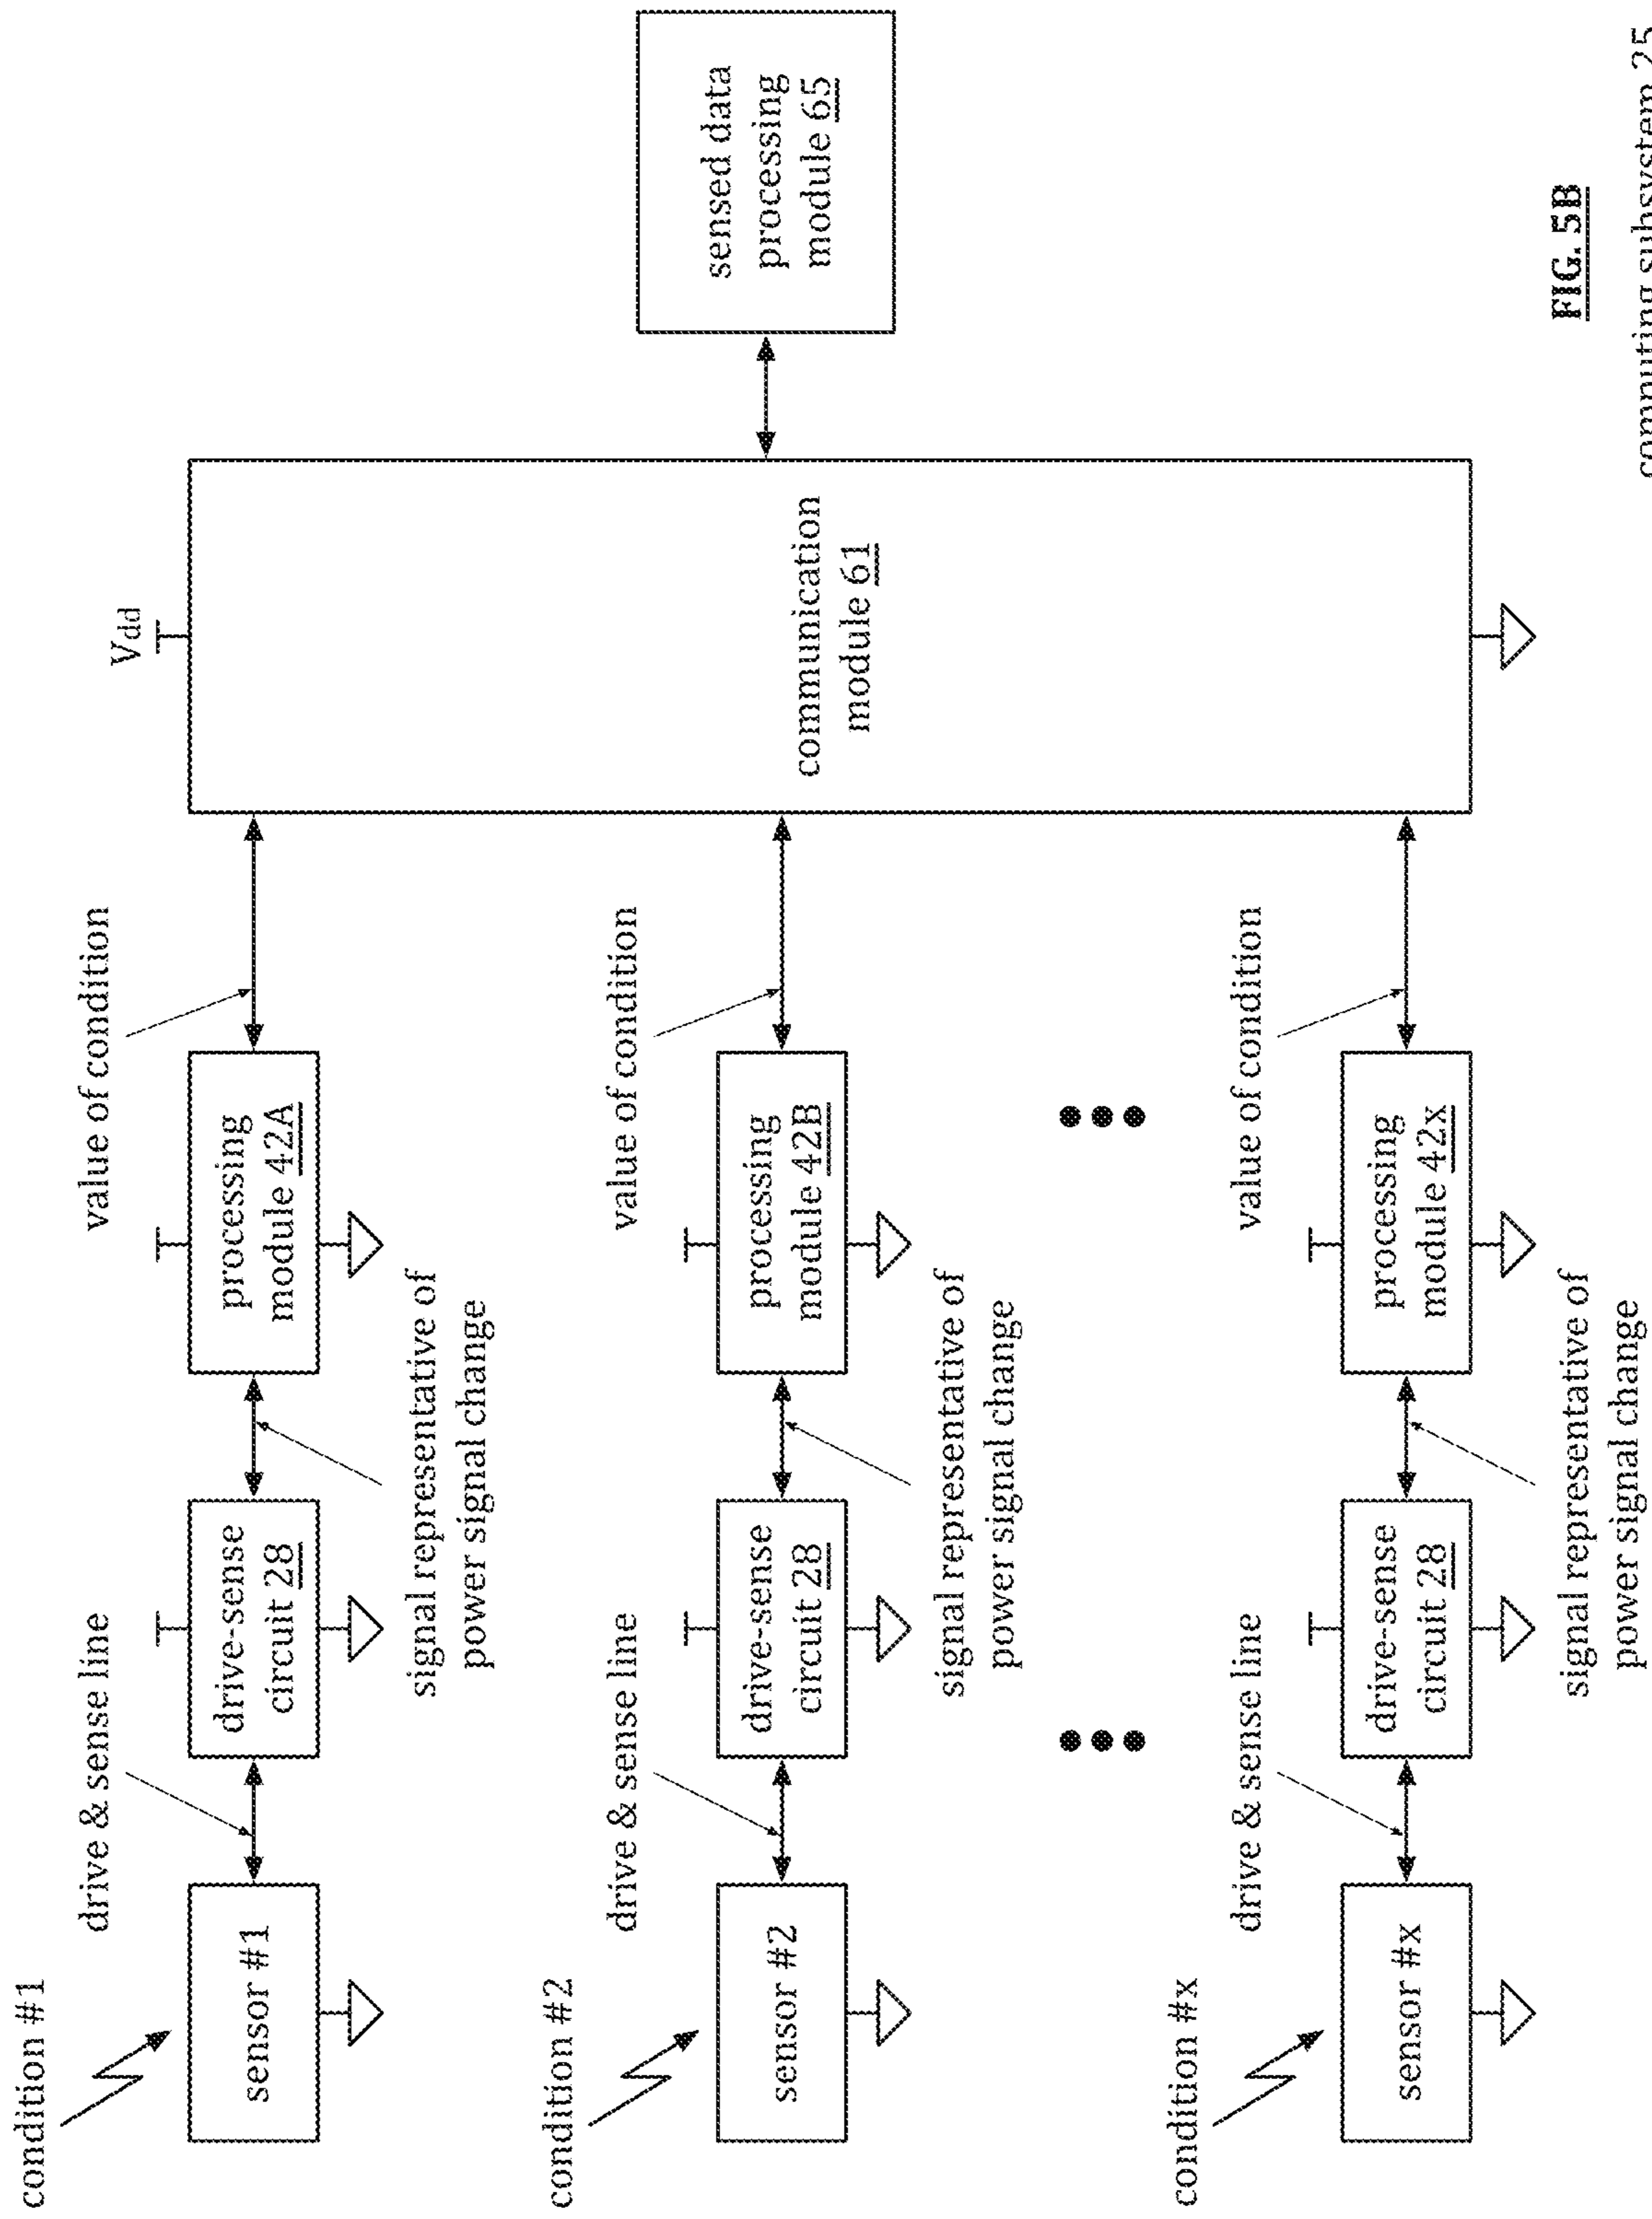 condition #1
drive & sense line
value of condition
Vdd
sensor #1
drive-sense
circuit 28
processing
module 42A
signal representative of
power signal change
condition #2
drive & sense line
value of condition
sensor #2
drive-sense
circuit 28
processing
module 42B
signal representative of
power signal change
communication
module 61
sensed data
processing
module 65
condition #x
drive & sense line
value of condition
sensor #x
drive-sense
circuit 28
processing
module 42x
signal representative of
power signal change
FIG. 5B
computing subsystem 25